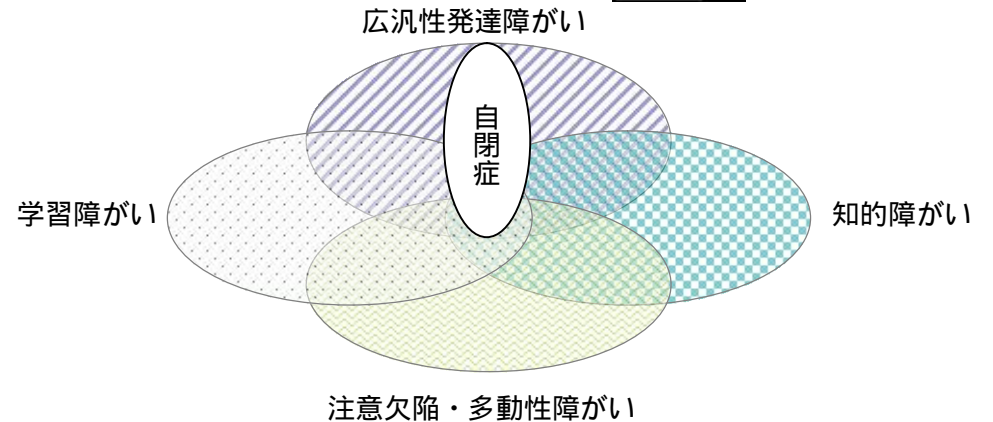 広汎性発達障がい
自閉症
学習障がい
知的障がい
注意欠陥・多動性障がい